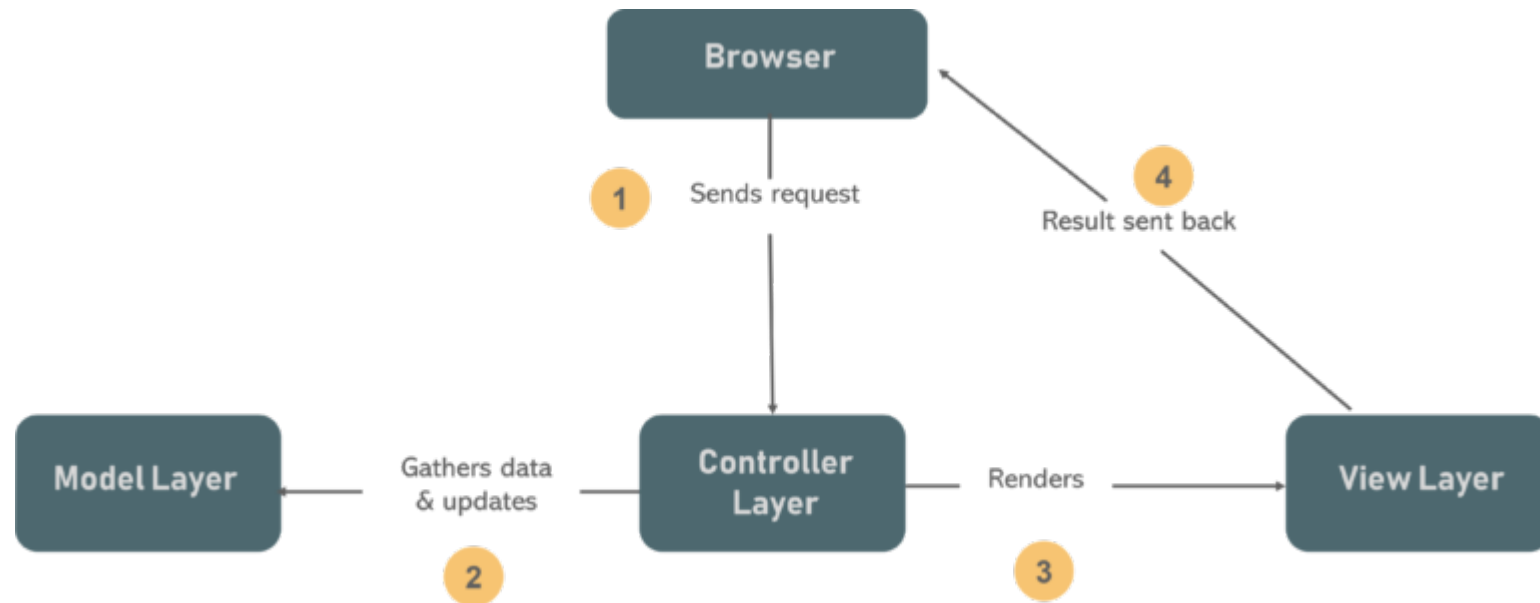 Browser
1
Sends request
4
Result sent back
Model Layer
Gathers data
& updates
2
Controller
Layer
Renders
3
View Layer